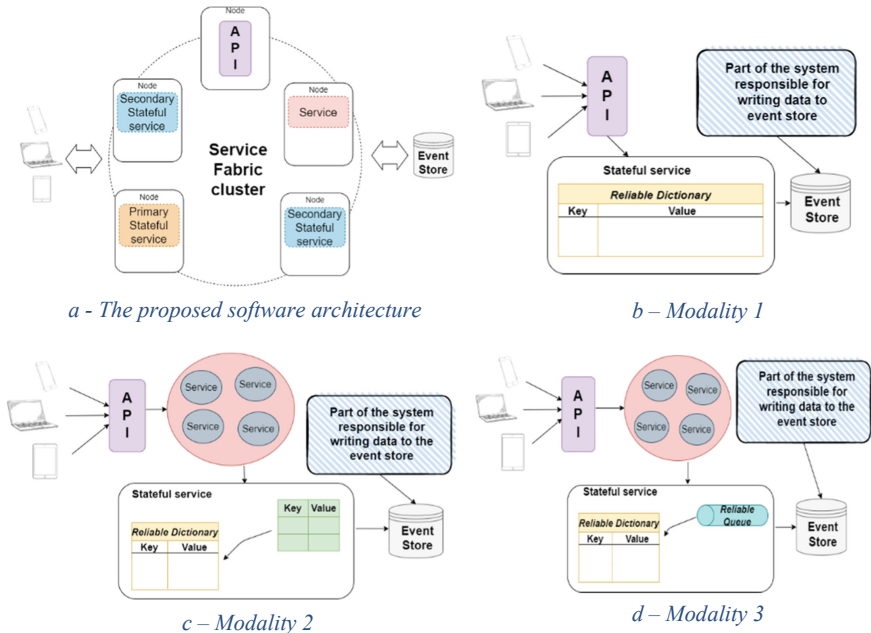 Node
A
P
I
Node
Secondary
Stateful
service
Node
Service
Service
Fabric
cluster
Event
Store
Node
Primary
Stateful
service
Node
Secondary
Stateful
service
a - The proposed software architecture
A
P
I
Part of the system
responsible for
writing data to
event store
Stateful service
Reliable Dictionary
Key Value
Event
Store
b – Modality 1
A
P
I
Service
Service
Service
Service
Part of the system
responsible for
writing data to the
event store
Stateful service
Key Value
Reliable Dictionary
Key Value
Event
Store
c – Modality 2
A
P
I
Service
Service
Service
Service
Part of the system
responsible for
writing data to the
event store
Stateful service
Reliable
Queue
Reliable Dictionary
Key Value
Event
Store
d – Modality 3